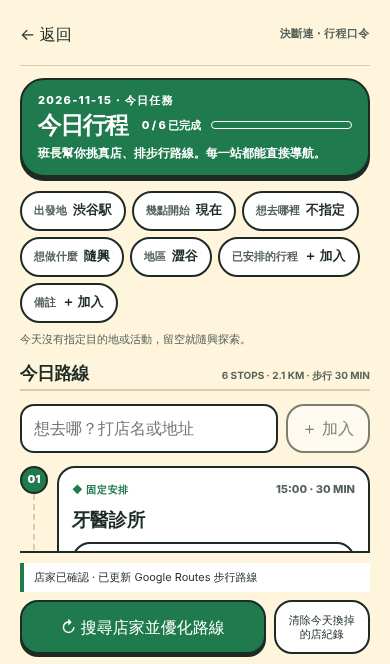 ← 返回
決斷連 · 行程口令
2026-11-15 · 今日任務
今日行程 0 / 6 已完成
班長幫你挑真店、排步行路線。每一站都能直接導航。
出發地 渋谷駅
幾點開始 現在
想去哪裡 不指定
想做什麼 隨興
地區 澀谷
已安排的行程 ＋ 加入
備註 ＋ 加入
今天沒有指定目的地或活動，留空就隨興探索。
今日路線
6 STOPS · 2.1 KM · 步行 30 MIN
想去哪？打店名或地址
＋ 加入
01
◆ 固定安排
15:00 · 30 MIN
牙醫診所
店家已確認 · 已更新 Google Routes 步行路線
↻ 搜尋店家並優化路線
清除今天換掉
的店紀錄